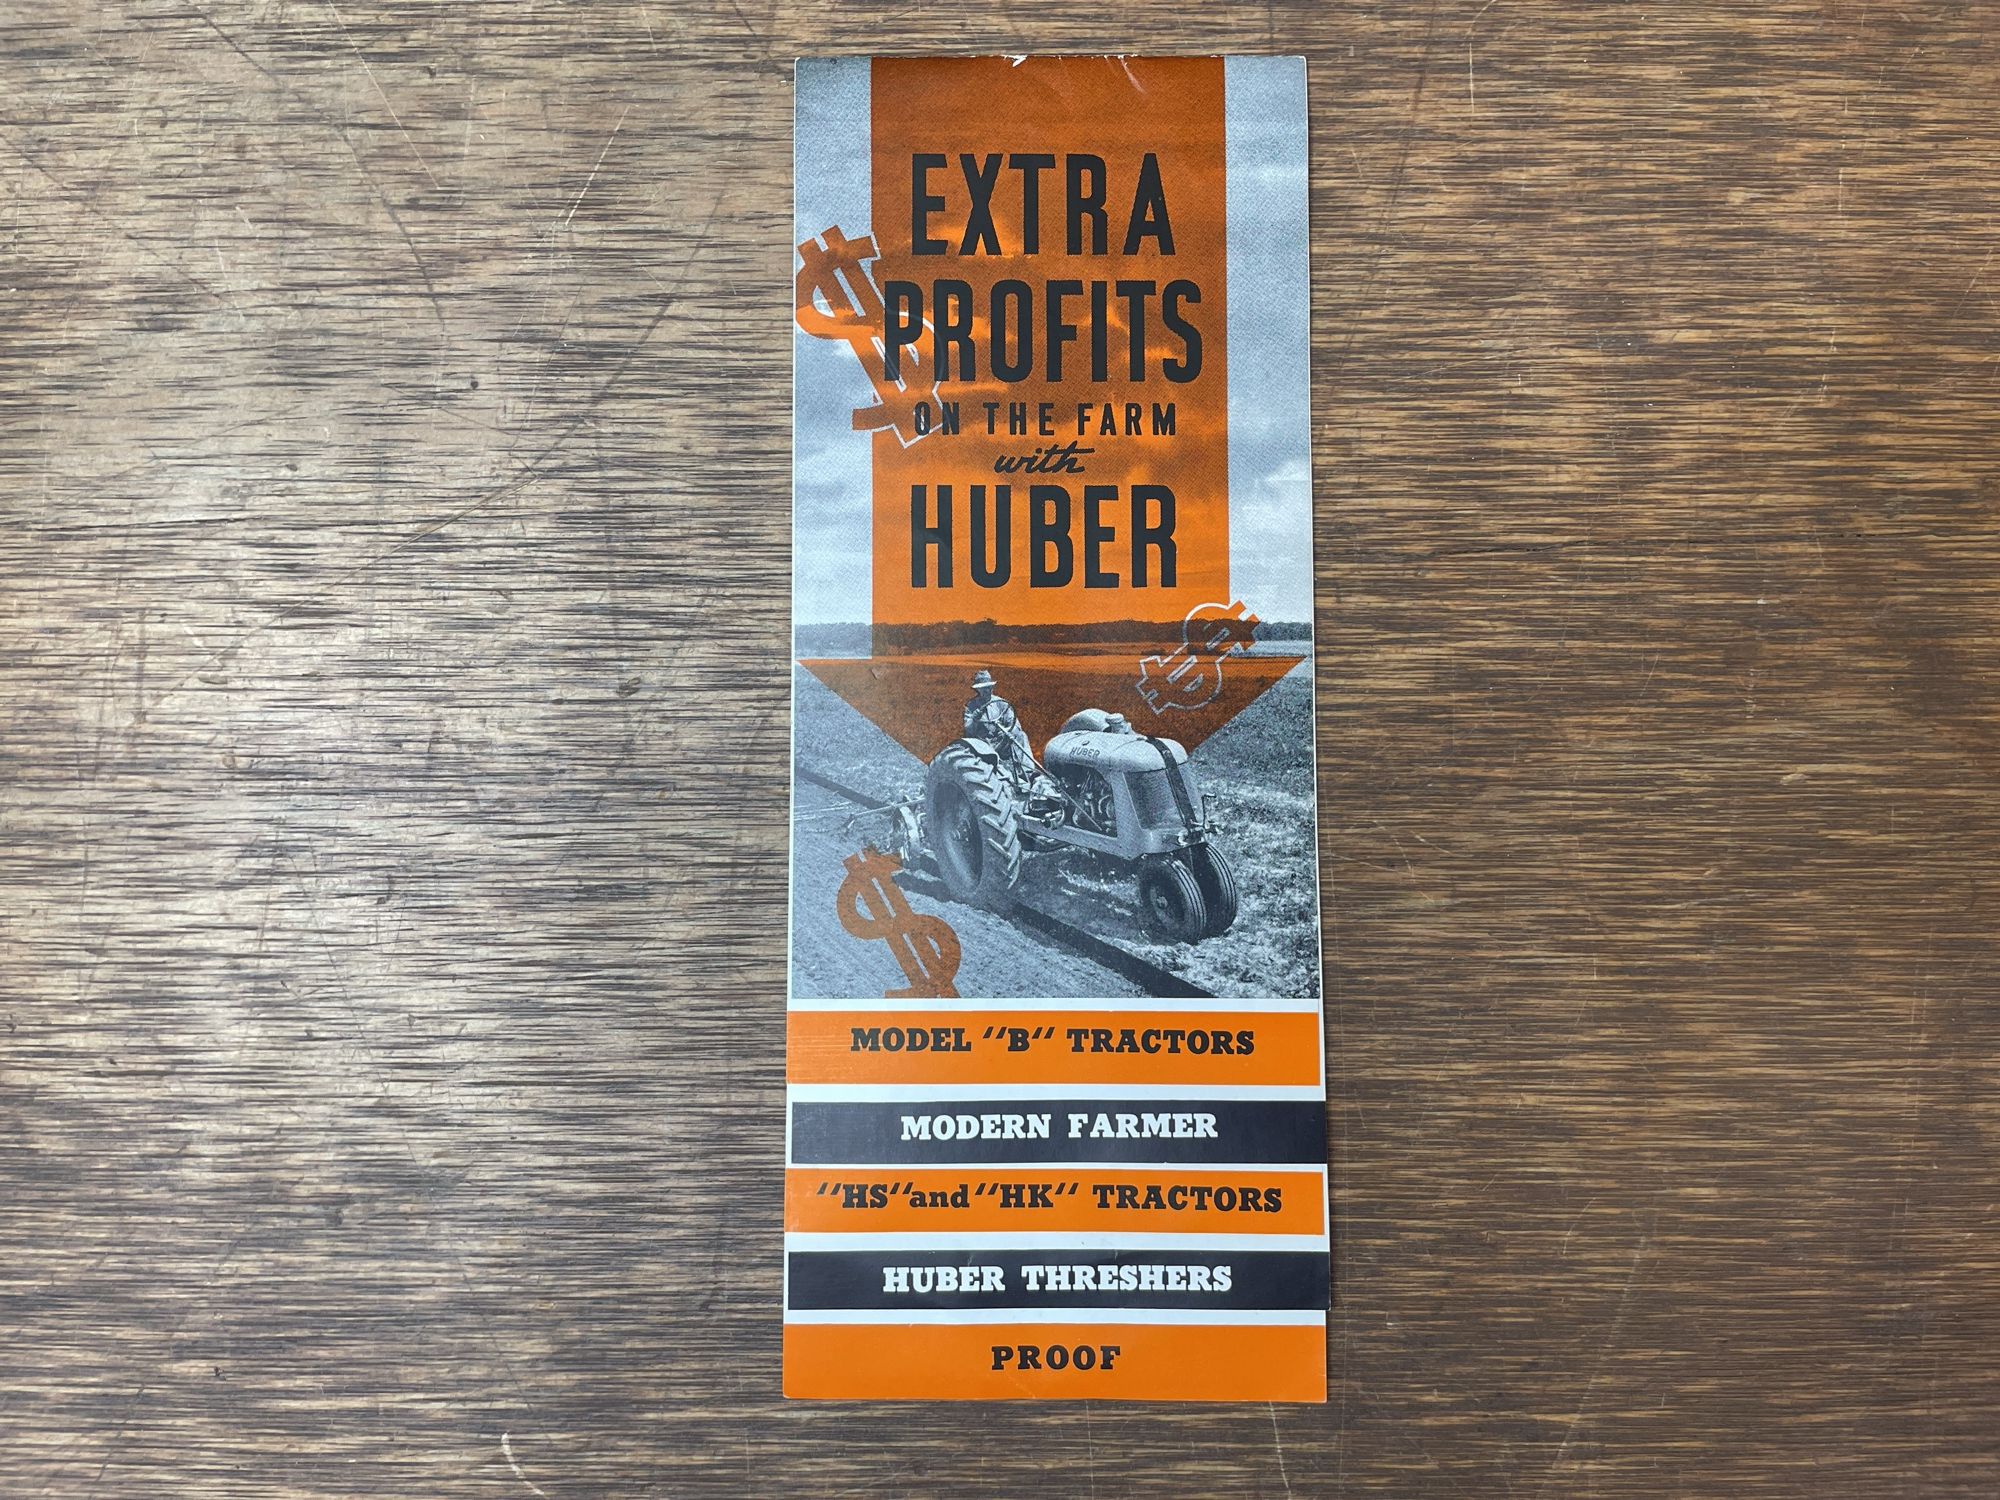 EXTRA
PROFITS
ON THE FARM
with
HUBER
HUBER
MODEL "B" TRACTORS
MODERN FARMER
"HS" and "HK" TRACTORS
HUBER THRESHERS
PROOF